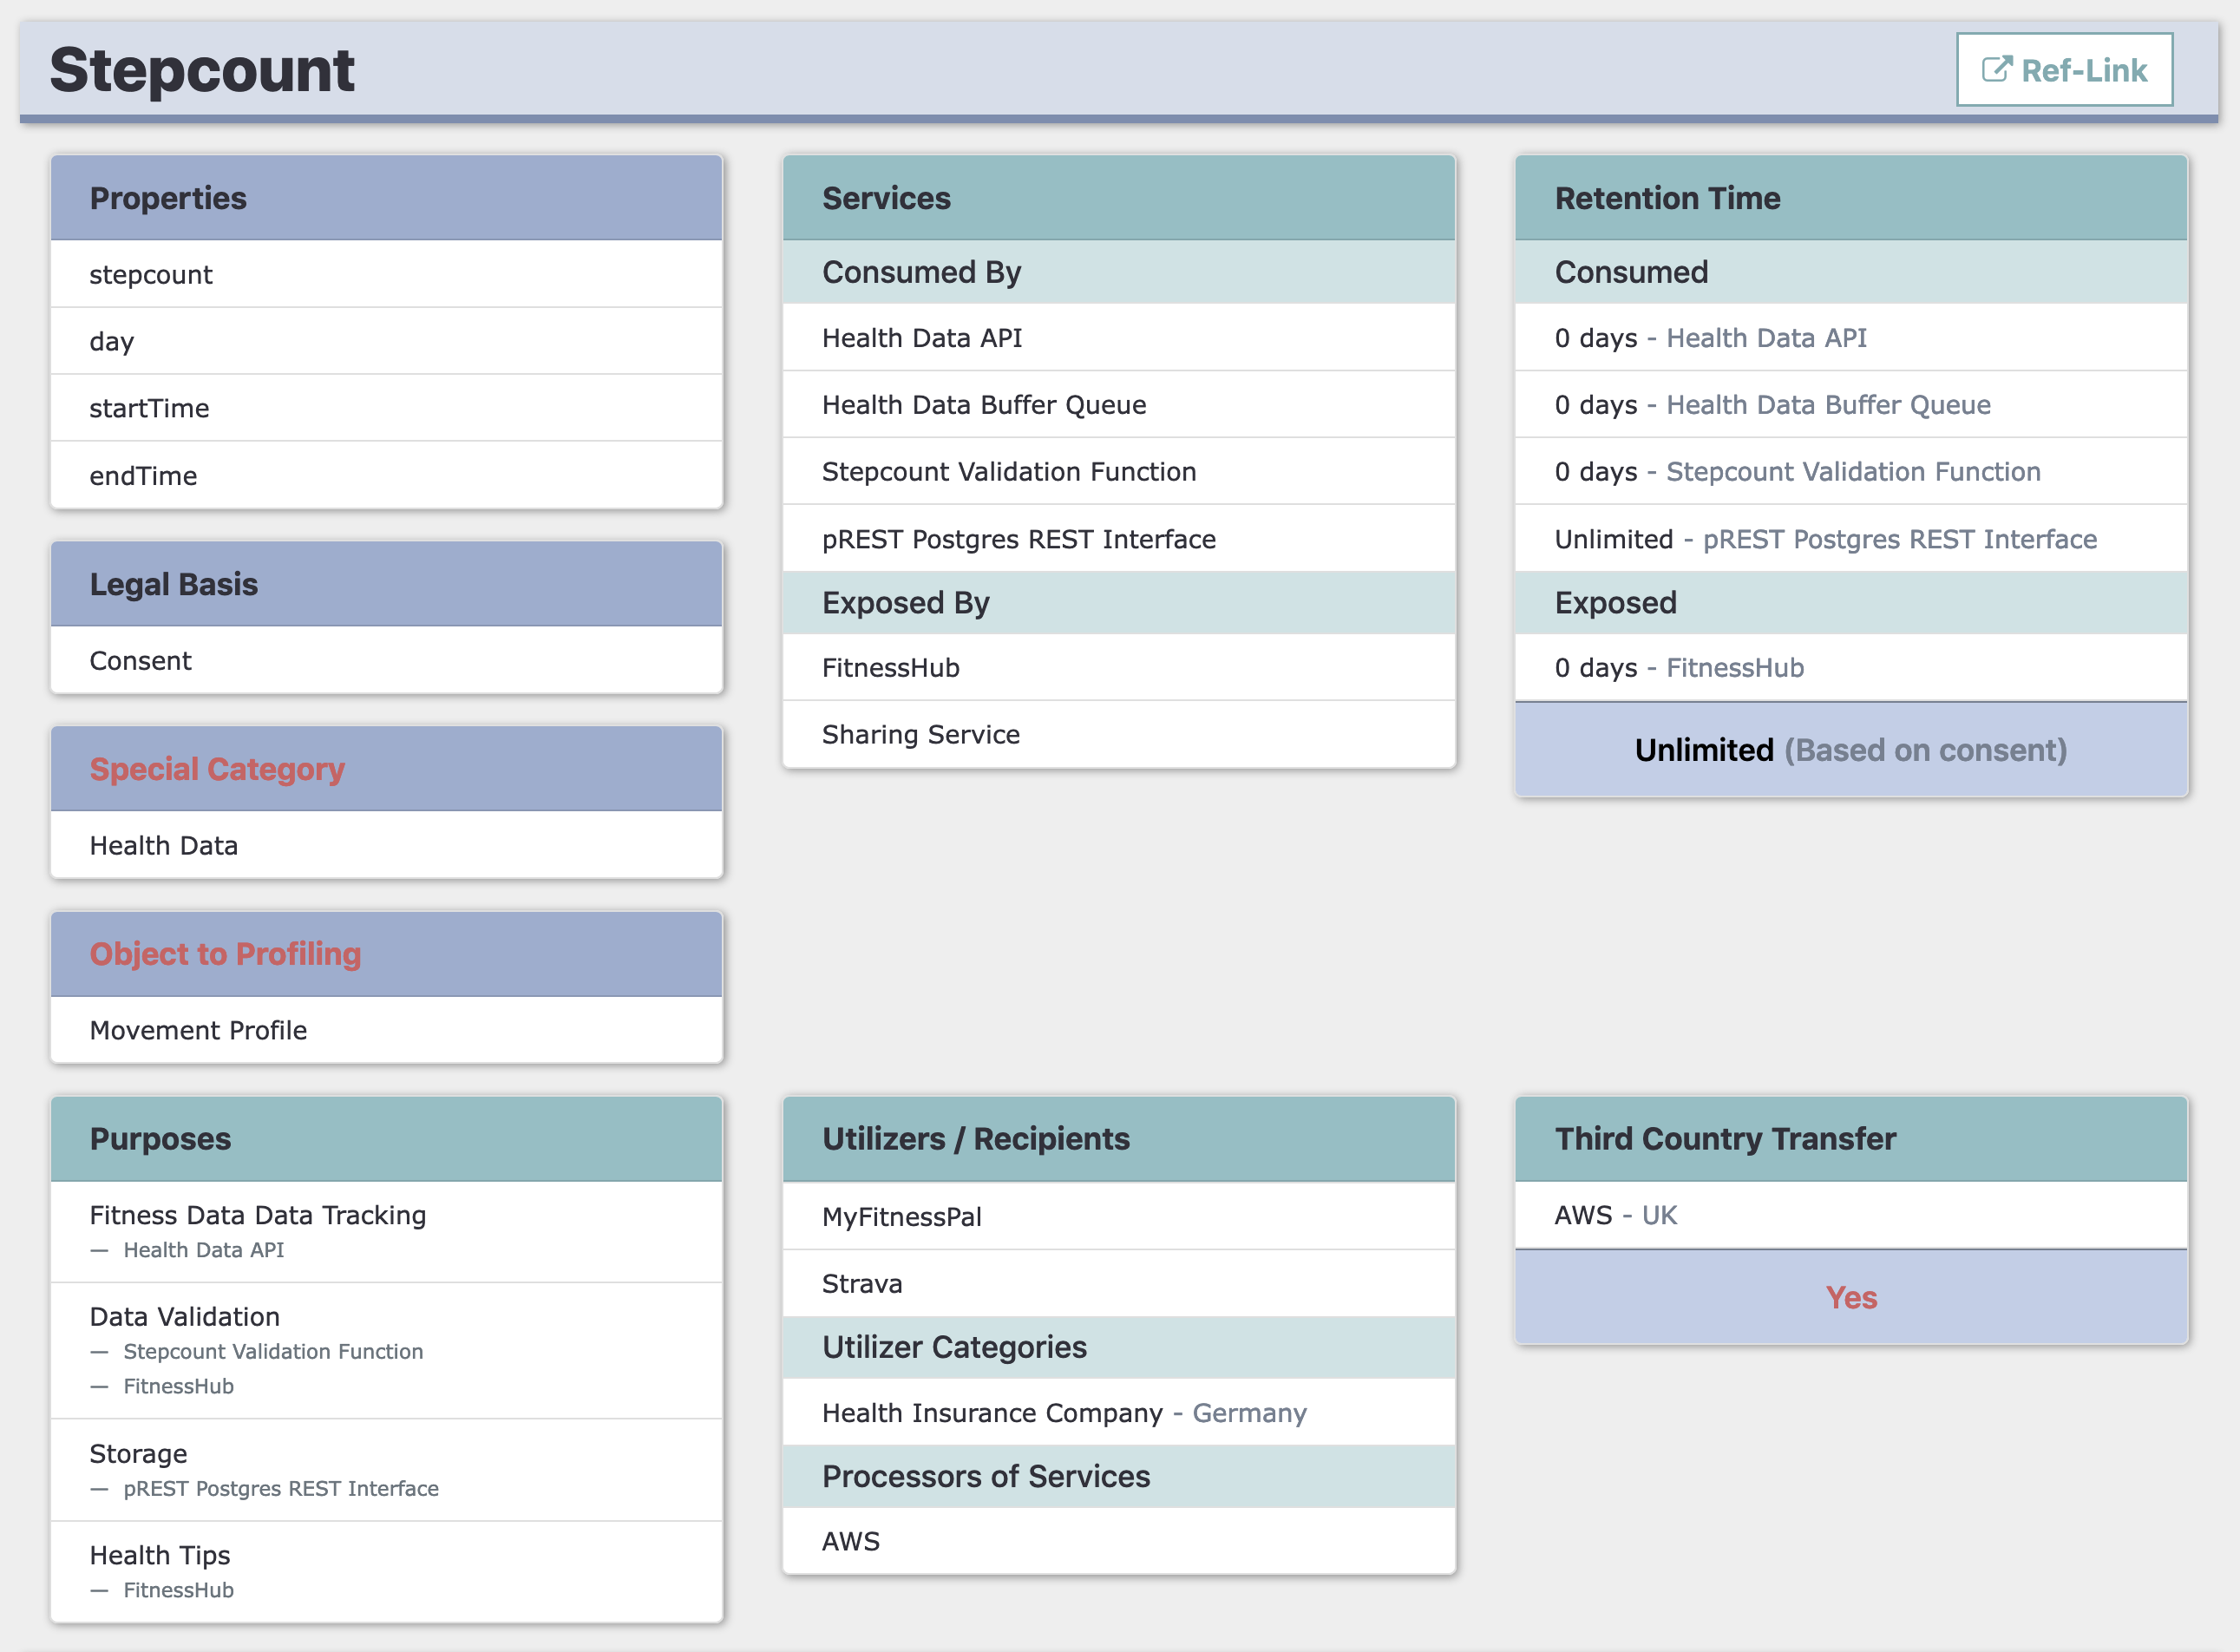 Stepcount
Ref-Link
Properties
stepcount
day
startTime
endTime
Legal Basis
Consent
Special Category
Health Data
Object to Profiling
Movement Profile
Services
Consumed By
Health Data API
Health Data Buffer Queue
Stepcount Validation Function
pREST Postgres REST Interface
Exposed By
FitnessHub
Sharing Service
Retention Time
Consumed
0 days - Health Data API
0 days - Health Data Buffer Queue
0 days - Stepcount Validation Function
Unlimited - pREST Postgres REST Interface
Exposed
0 days - FitnessHub
Unlimited (Based on consent)
Purposes
Fitness Data Data Tracking
— Health Data API
Data Validation
— Stepcount Validation Function
— FitnessHub
Storage
— pREST Postgres REST Interface
Health Tips
— FitnessHub
Utilizers / Recipients
MyFitnessPal
Strava
Utilizer Categories
Health Insurance Company - Germany
Processors of Services
AWS
Third Country Transfer
AWS - UK
Yes